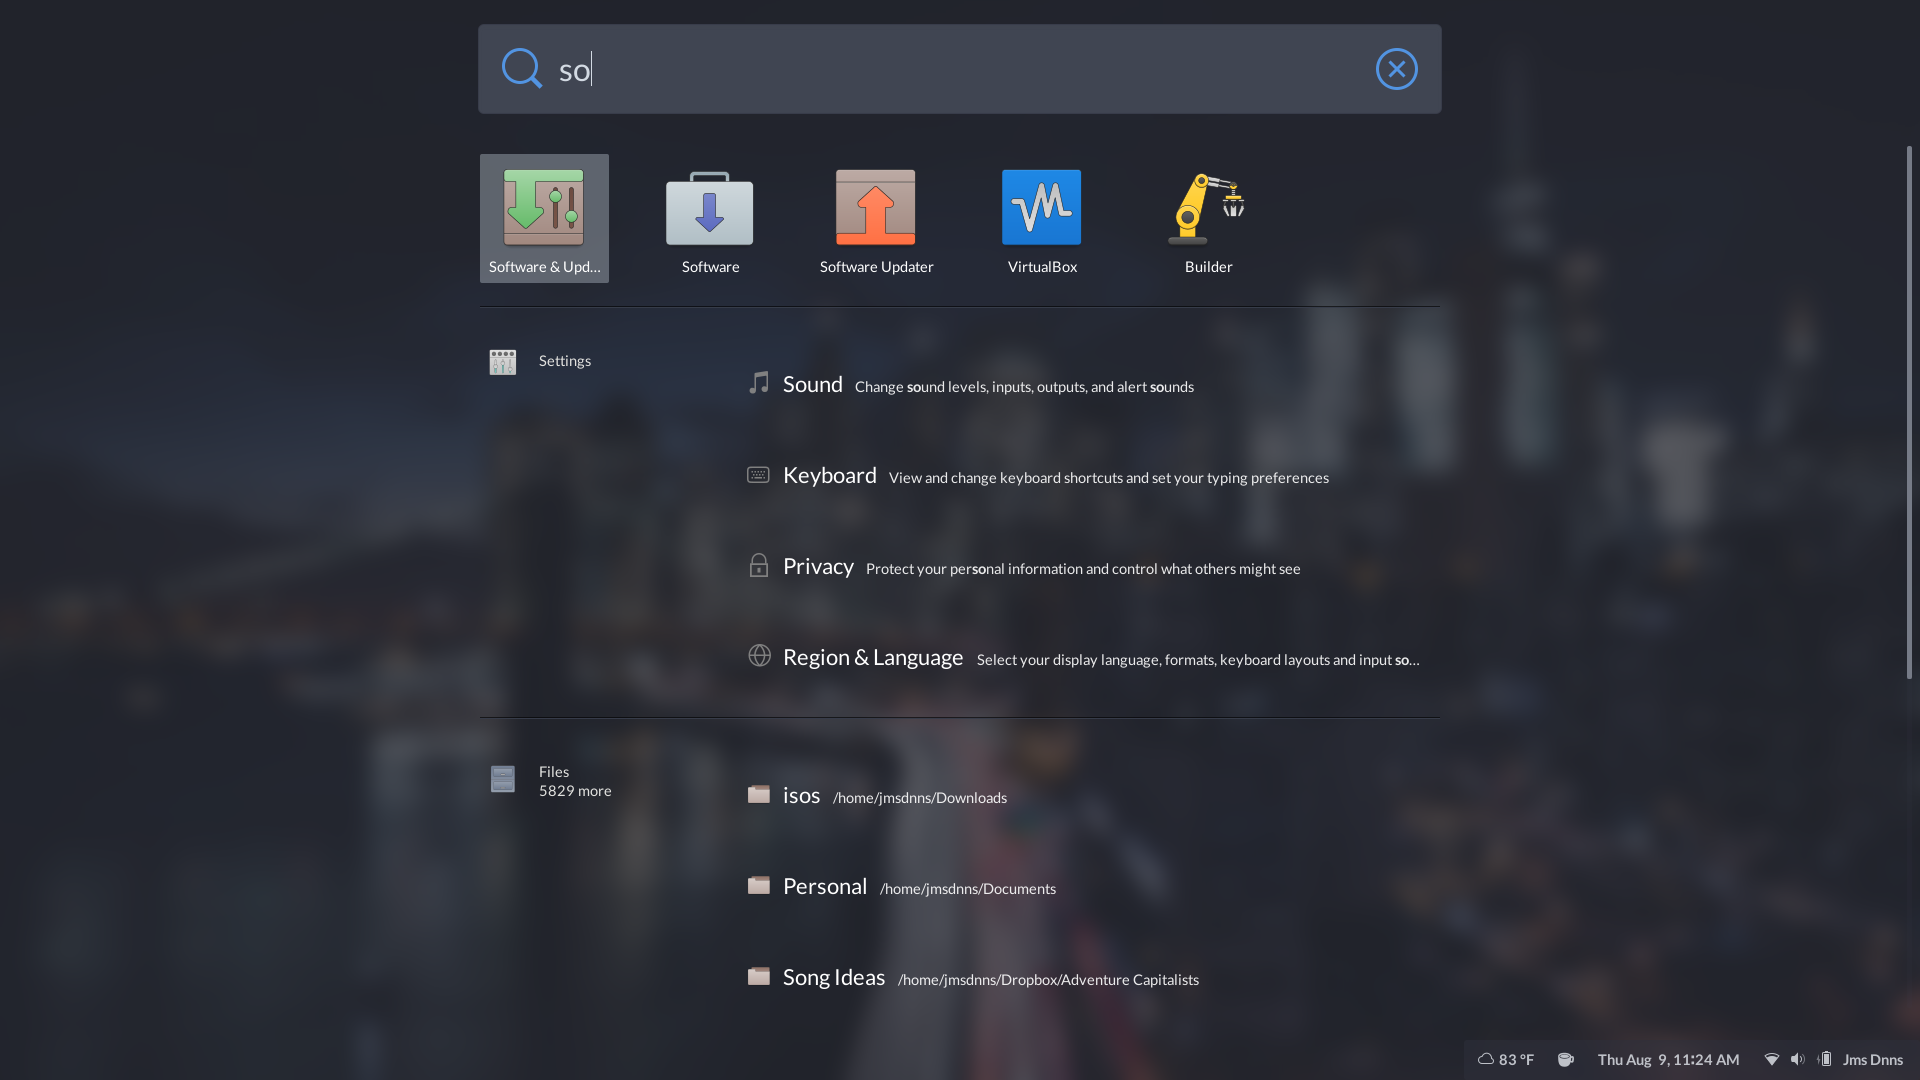 so
Software & Upd...
Software
Software Updater
VirtualBox
Builder
Settings
Sound Change sound levels, inputs, outputs, and alert sounds
Keyboard View and change keyboard shortcuts and set your typing preferences
Privacy Protect your personal information and control what others might see
Region & Language Select your display language, formats, keyboard layouts and input so...
Files
5829 more
isos /home/jmsdnns/Downloads
Personal /home/jmsdnns/Documents
Song Ideas /home/jmsdnns/Dropbox/Adventure Capitalists
83 °F Thu Aug 9, 11:24 AM Jms Dnns